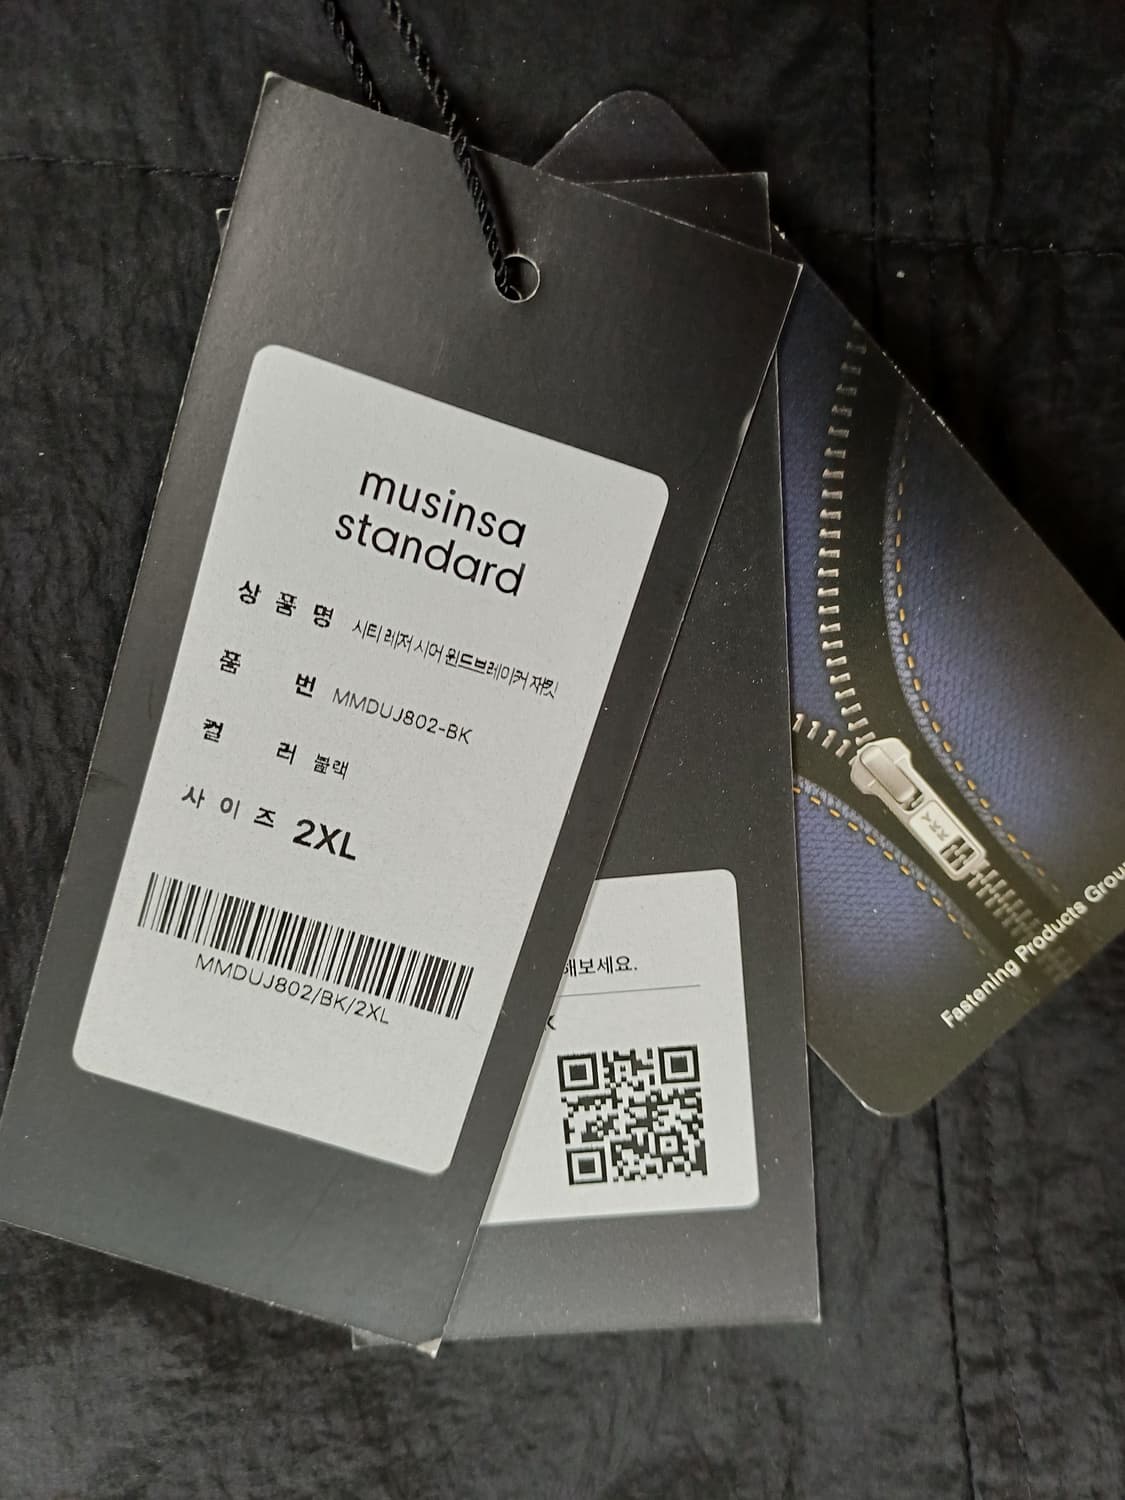 musinsa
standard
상품명 시티 레저 시어 윈드브레이커 재킷
품번 MMDUJ802-BK
컬러 블랙
사이즈 2XL
MMDUJ802/BK/2XL
해보세요.
K
YKK
Fastening Products Grou